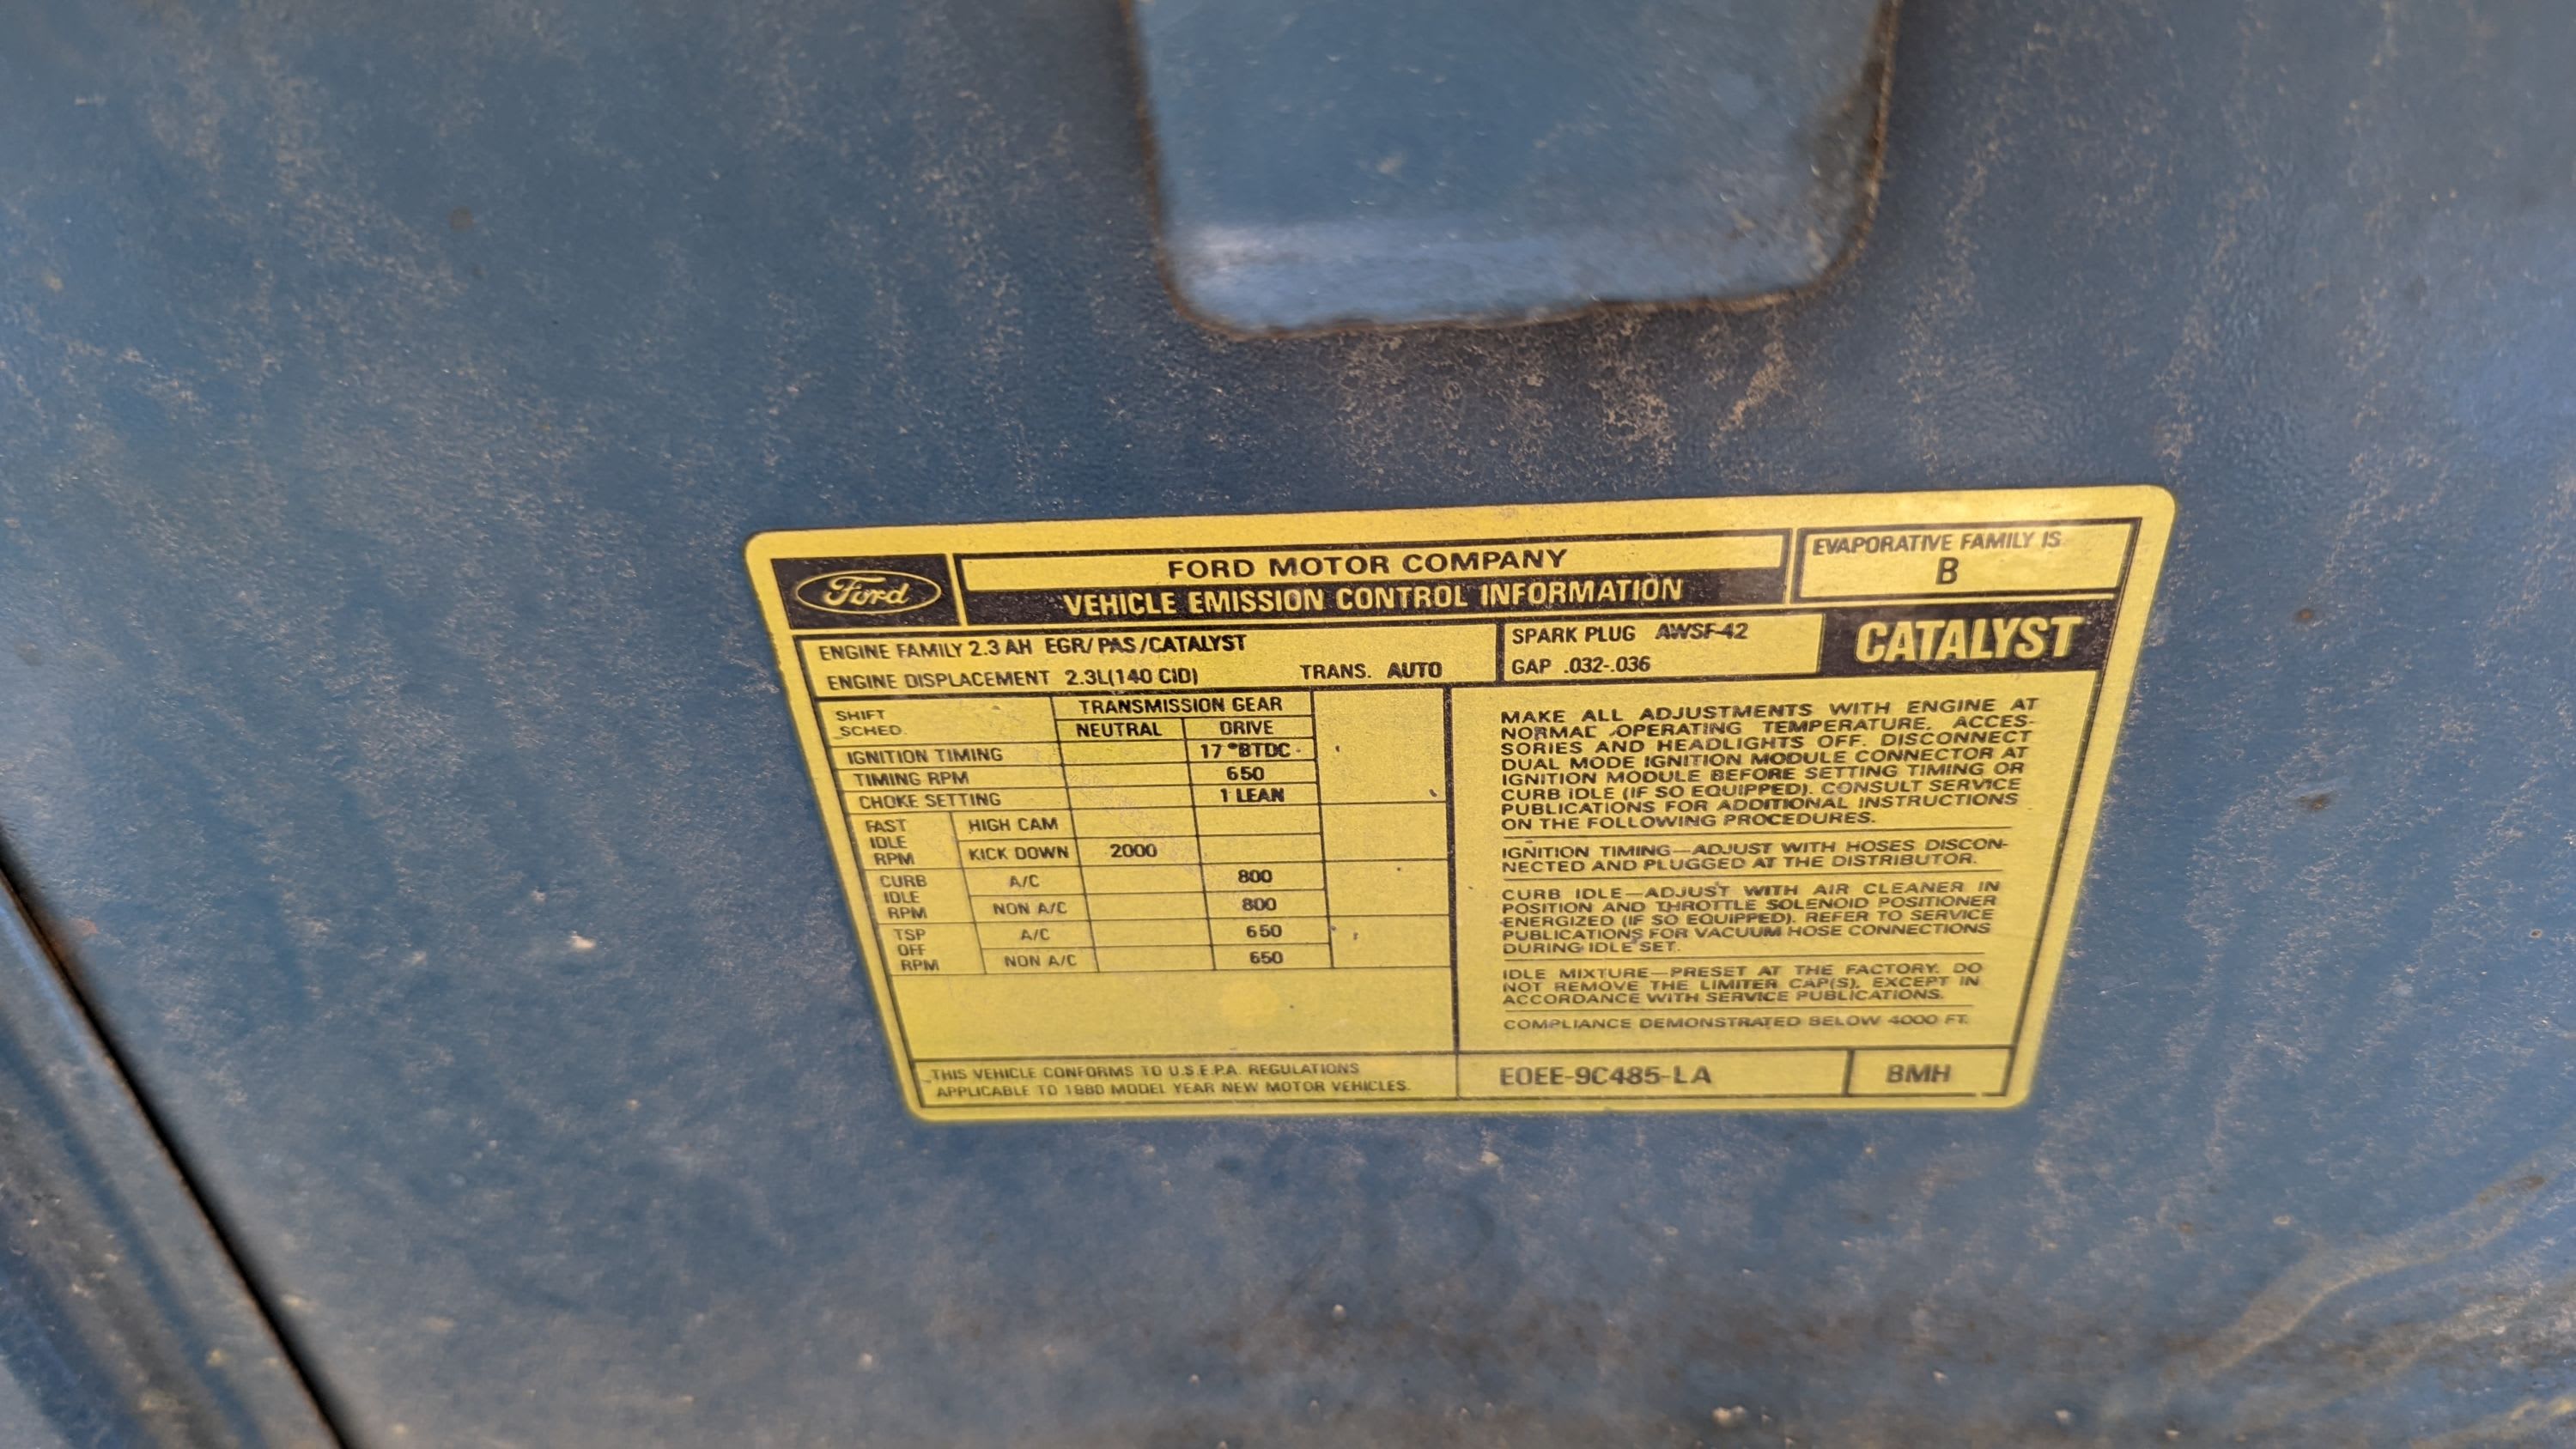 Ford
FORD MOTOR COMPANY
VEHICLE EMISSION CONTROL INFORMATION
EVAPORATIVE FAMILY IS
B
ENGINE FAMILY 2.3 AH EGR/PAS/CATALYST
ENGINE DISPLACEMENT 2.3L(140 CID) TRANS. AUTO
SPARK PLUG AWSF-42
GAP .032-.036
CATALYST
SHIFT SCHED. TRANSMISSION GEAR
NEUTRAL DRIVE
IGNITION TIMING 17 °BTDC
TIMING RPM 650
CHOKE SETTING 1 LEAN
FAST IDLE RPM HIGH CAM
KICK DOWN 2000
CURB IDLE RPM A/C 800
NON A/C 800
TSP OFF RPM A/C 650
NON A/C 650
MAKE ALL ADJUSTMENTS WITH ENGINE AT
NORMAL OPERATING TEMPERATURE, ACCES-
SORIES AND HEADLIGHTS OFF. DISCONNECT
DUAL MODE IGNITION MODULE CONNECTOR AT
IGNITION MODULE BEFORE SETTING TIMING OR
CURB IDLE (IF SO EQUIPPED). CONSULT SERVICE
PUBLICATIONS FOR ADDITIONAL INSTRUCTIONS
ON THE FOLLOWING PROCEDURES.
IGNITION TIMING—ADJUST WITH HOSES DISCON-
NECTED AND PLUGGED AT THE DISTRIBUTOR.
CURB IDLE—ADJUST WITH AIR CLEANER IN
POSITION AND THROTTLE SOLENOID POSITIONER
ENERGIZED (IF SO EQUIPPED). REFER TO SERVICE
PUBLICATIONS FOR VACUUM HOSE CONNECTIONS
DURING IDLE SET.
IDLE MIXTURE—PRESET AT THE FACTORY. DO
NOT REMOVE THE LIMITER CAP(S), EXCEPT IN
ACCORDANCE WITH SERVICE PUBLICATIONS.
COMPLIANCE DEMONSTRATED BELOW 4000 FT.
THIS VEHICLE CONFORMS TO U.S.E.P.A. REGULATIONS
APPLICABLE TO 1980 MODEL YEAR NEW MOTOR VEHICLES.
E0EE-9C485-LA
BMH